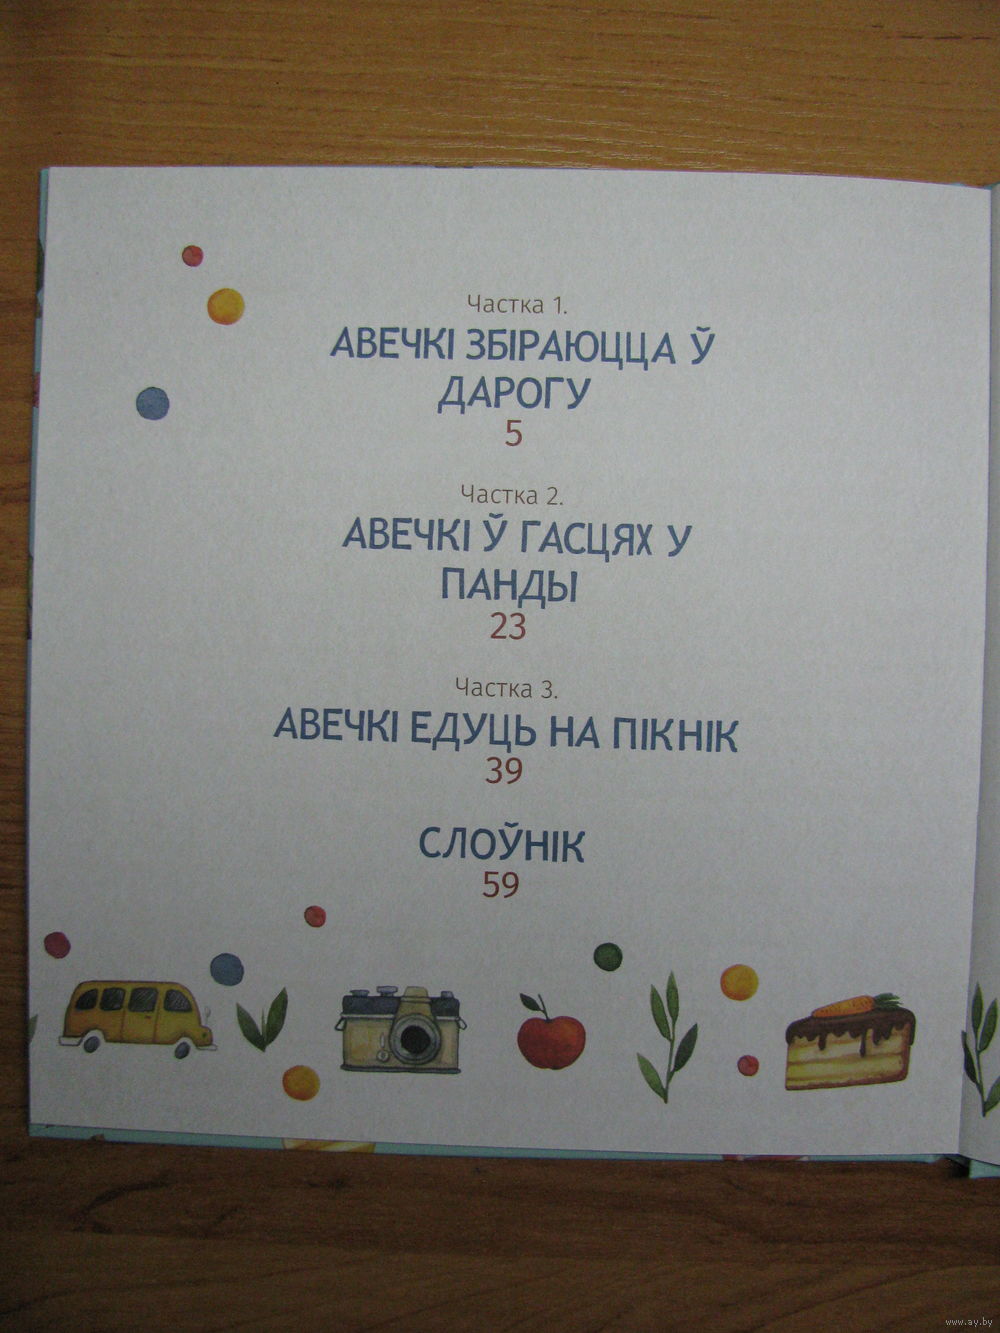 Частка 1.
АВЕЧКІ ЗБІРАЮЦЦА Ў
ДАРОГУ
5
Частка 2.
АВЕЧКІ Ў ГАСЦЯХ У
ПАНДЫ
23
Частка 3.
АВЕЧКІ ЕДУЦЬ НА ПІКНІК
39
СЛОЎНІК
59
www.ay.by